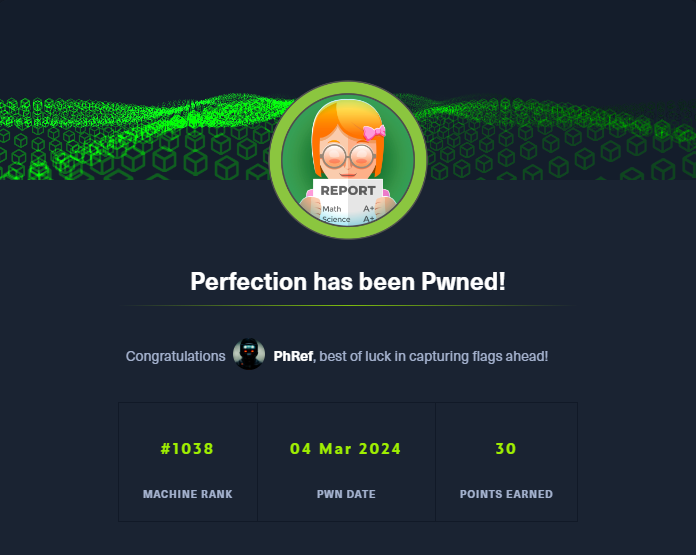 REPORT
Math A+
Science A+
Perfection has been Pwned!
Congratulations PhRef, best of luck in capturing flags ahead!
#1038 04 Mar 2024 30
MACHINE RANK PWN DATE POINTS EARNED